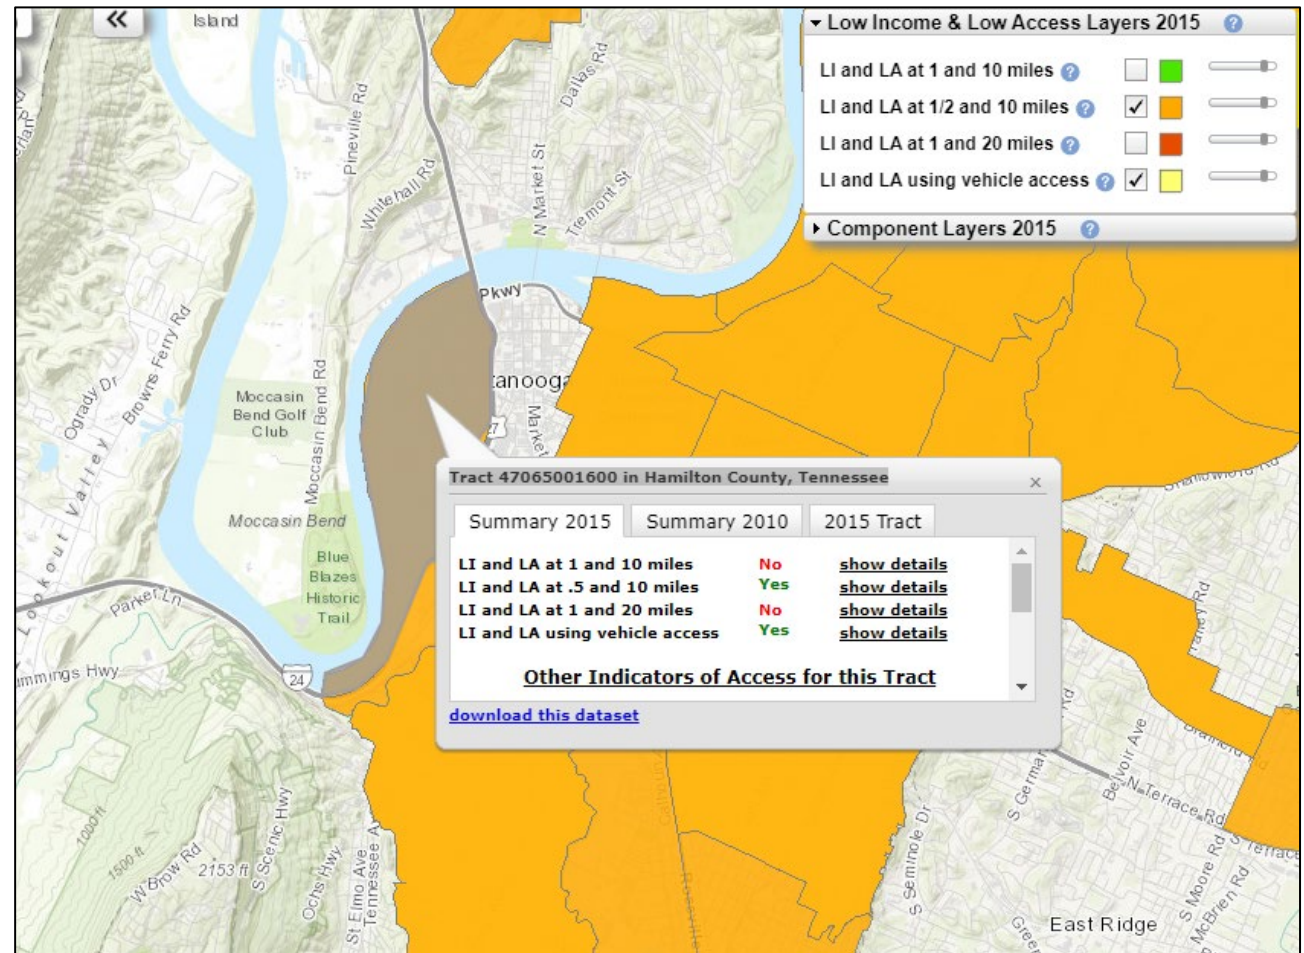 Island
Dallas Rd
Pineville Rd
Whitehall Rd
N Market St
Tremont St
Pkwy
tanooga
Market
27
Ogrady Dr
Browns Ferry Rd
Moccasin
Bend Golf
Club
Moccasin Bend Rd
Moccasin Bend
Lookout Valley
Blue
Blazes
Historic
Trail
Parker Ln
mmings Hwy
24
1000 ft
1500 ft
W Brow Rd
2153 ft
S Scenic Hwy
Ochs Hwy
St Elmo Ave
Tennessee A
S Seminole Dr
S German
Belvoir Ave
N Terrace Rd
S Terrace
S Moore Rd
McBrien Rd
Gree
East Ridge
Low Income & Low Access Layers 2015 ?
LI and LA at 1 and 10 miles ?
LI and LA at 1/2 and 10 miles ?
LI and LA at 1 and 20 miles ?
LI and LA using vehicle access ?
Component Layers 2015 ?
Tract 47065001600 in Hamilton County, Tennessee x
Summary 2015 Summary 2010 2015 Tract
LI and LA at 1 and 10 miles No show details
LI and LA at .5 and 10 miles Yes show details
LI and LA at 1 and 20 miles No show details
LI and LA using vehicle access Yes show details
Other Indicators of Access for this Tract
download this dataset